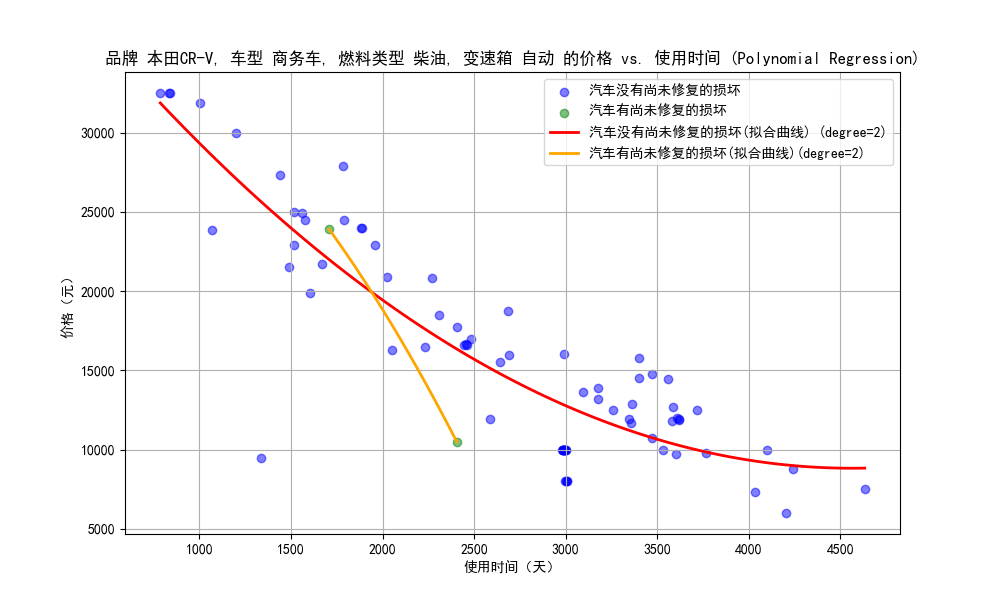 品牌 本田CR-V, 车型 商务车, 燃料类型 柴油, 变速箱 自动 的价格 vs. 使用时间 (Polynomial Regression)
汽车没有尚未修复的损坏
汽车有尚未修复的损坏
汽车没有尚未修复的损坏(拟合曲线) (degree=2)
汽车有尚未修复的损坏(拟合曲线)(degree=2)
价格（元）
30000
25000
20000
15000
10000
5000
1000 1500 2000 2500 3000 3500 4000 4500
使用时间（天）